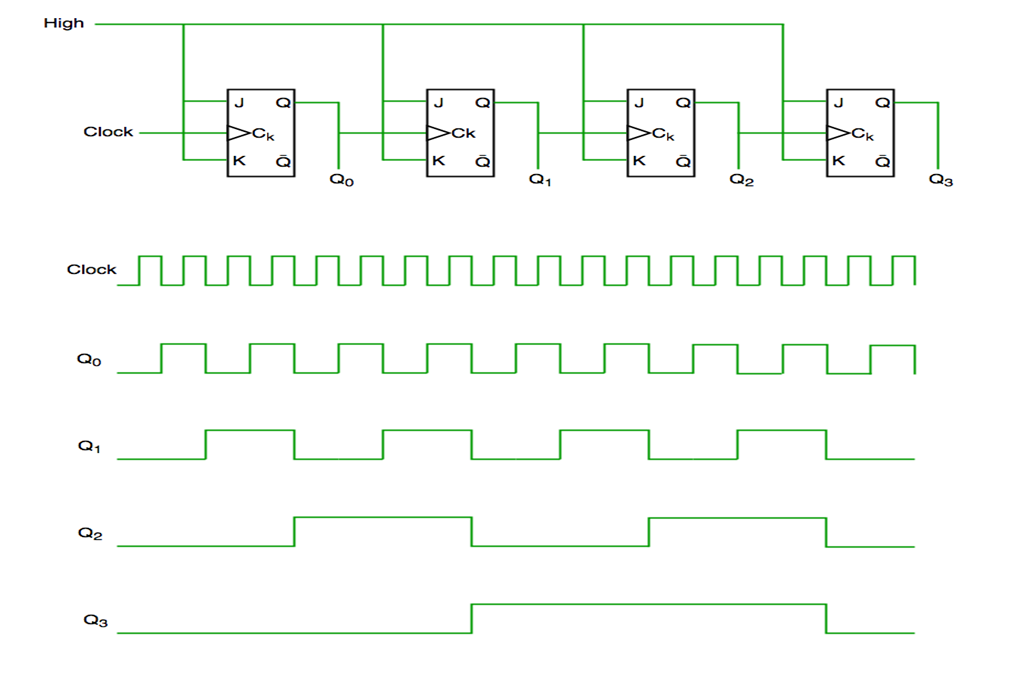 High
J Q J Q J Q J Q
Clock Cₖ Ck Cₖ Cₖ
K Q̄ K Q̄ K Q̄ K Q̄
Q₀ Q₁ Q₂ Q₃
Clock
Q₀
Q₁
Q₂
Q₃